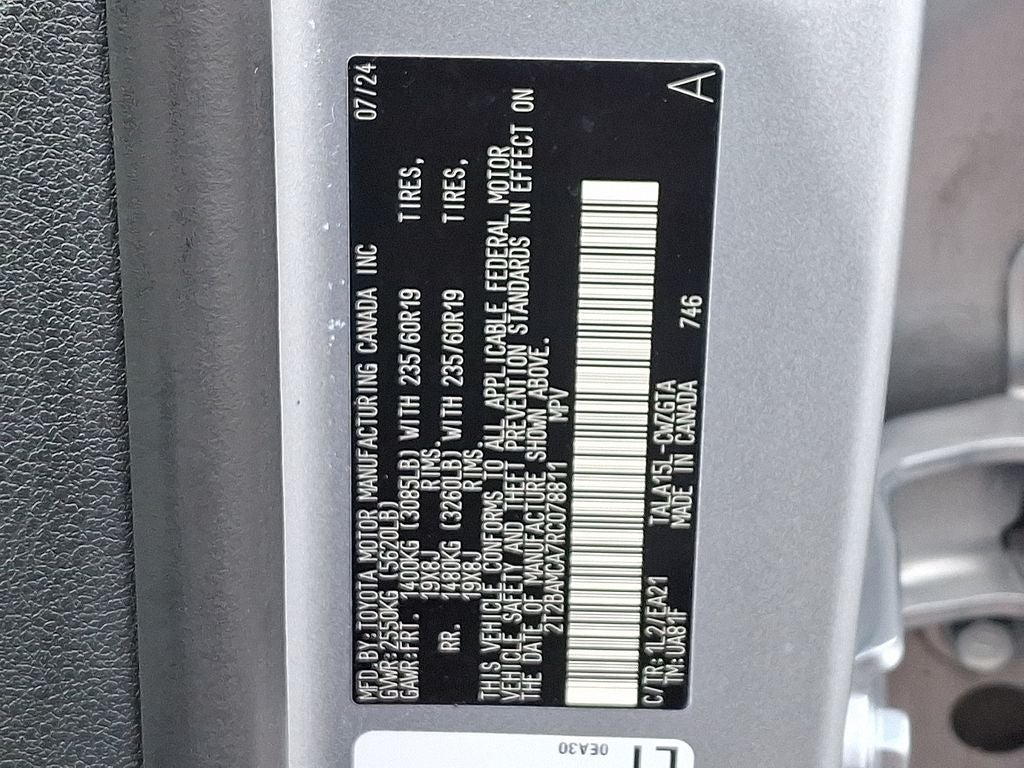 MFD.BY:TOYOTA MOTOR MANUFACTURING CANADA INC 07/24
GVWR:2550KG (5620LB)
GAWR:FRT. 1400KG (3085LB) WITH 235/60R19 TIRES,
19X8J RIMS.
RR. 1480KG (3260LB) WITH 235/60R19 TIRES,
19X8J RIMS.
THIS VEHICLE CONFORMS TO ALL APPLICABLE FEDERAL MOTOR
VEHICLE SAFETY AND THEFT PREVENTION STANDARDS IN EFFECT ON
THE DATE OF MANUFACTURE SHOWN ABOVE.
2T2BAMCA7RC078811 MPV
C/TR: 1L2/EA21 TALA15L-CWZGTA 746
TM:UA81F MADE IN CANADA
A
0EA30